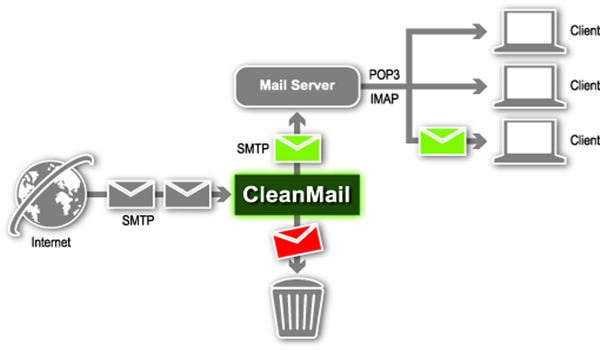 Client
POP3
Mail Server
Client
IMAP
SMTP
Client
CleanMail
SMTP
Internet